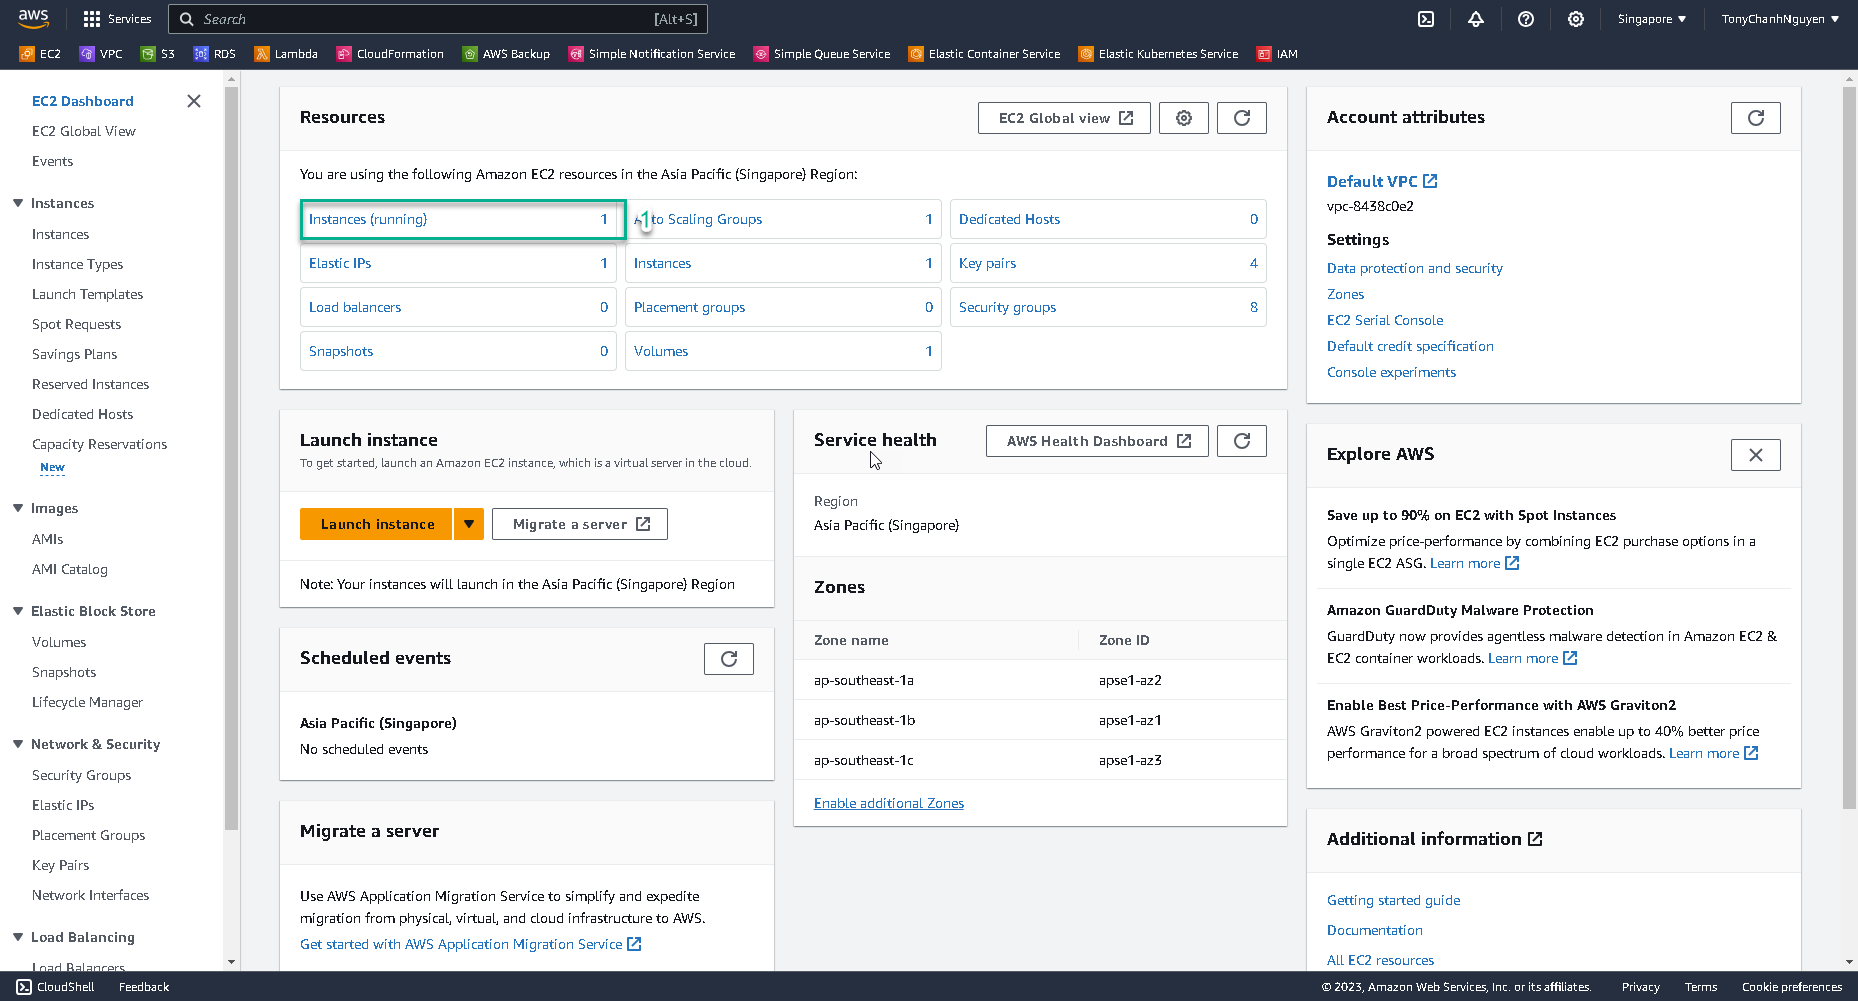 aws
Services
Search
[Alt+S]
Singapore ▼
TonyChanhNguyen ▼
EC2
VPC
S3
RDS
Lambda
CloudFormation
AWS Backup
Simple Notification Service
Simple Queue Service
Elastic Container Service
Elastic Kubernetes Service
IAM
EC2 Dashboard
EC2 Global View
Events
Instances
Instances
Instance Types
Launch Templates
Spot Requests
Savings Plans
Reserved Instances
Dedicated Hosts
Capacity Reservations
New
Images
AMIs
AMI Catalog
Elastic Block Store
Volumes
Snapshots
Lifecycle Manager
Network & Security
Security Groups
Elastic IPs
Placement Groups
Key Pairs
Network Interfaces
Load Balancing
Load Balancers
Resources
EC2 Global view
You are using the following Amazon EC2 resources in the Asia Pacific (Singapore) Region:
Instances (running) 1
1
Auto Scaling Groups 1
Dedicated Hosts 0
Elastic IPs 1
Instances 1
Key pairs 4
Load balancers 0
Placement groups 0
Security groups 8
Snapshots 0
Volumes 1
Launch instance
To get started, launch an Amazon EC2 instance, which is a virtual server in the cloud.
Launch instance
Migrate a server
Note: Your instances will launch in the Asia Pacific (Singapore) Region
Scheduled events
Asia Pacific (Singapore)
No scheduled events
Migrate a server
Use AWS Application Migration Service to simplify and expedite
migration from physical, virtual, and cloud infrastructure to AWS.
Get started with AWS Application Migration Service
Service health
AWS Health Dashboard
Region
Asia Pacific (Singapore)
Zones
Zone name Zone ID
ap-southeast-1a apse1-az2
ap-southeast-1b apse1-az1
ap-southeast-1c apse1-az3
Enable additional Zones
Account attributes
Default VPC
vpc-8438c0e2
Settings
Data protection and security
Zones
EC2 Serial Console
Default credit specification
Console experiments
Explore AWS
Save up to 90% on EC2 with Spot Instances
Optimize price-performance by combining EC2 purchase options in a
single EC2 ASG. Learn more
Amazon GuardDuty Malware Protection
GuardDuty now provides agentless malware detection in Amazon EC2 &
EC2 container workloads. Learn more
Enable Best Price-Performance with AWS Graviton2
AWS Graviton2 powered EC2 instances enable up to 40% better price
performance for a broad spectrum of cloud workloads. Learn more
Additional information
Getting started guide
Documentation
All EC2 resources
CloudShell
Feedback
© 2023, Amazon Web Services, Inc. or its affiliates.
Privacy
Terms
Cookie preferences